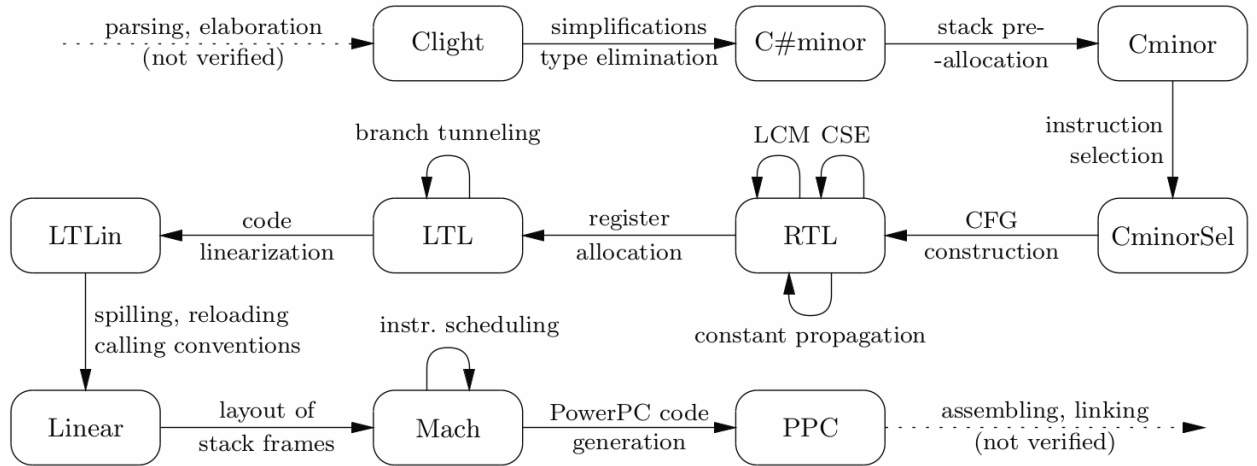 parsing, elaboration
(not verified)
Clight
simplifications
type elimination
C#minor
stack pre-
-allocation
Cminor
instruction
selection
branch tunneling
LCM CSE
LTLin
code
linearization
LTL
register
allocation
RTL
CFG
construction
CminorSel
constant propagation
spilling, reloading
calling conventions
instr. scheduling
Linear
layout of
stack frames
Mach
PowerPC code
generation
PPC
assembling, linking
(not verified)